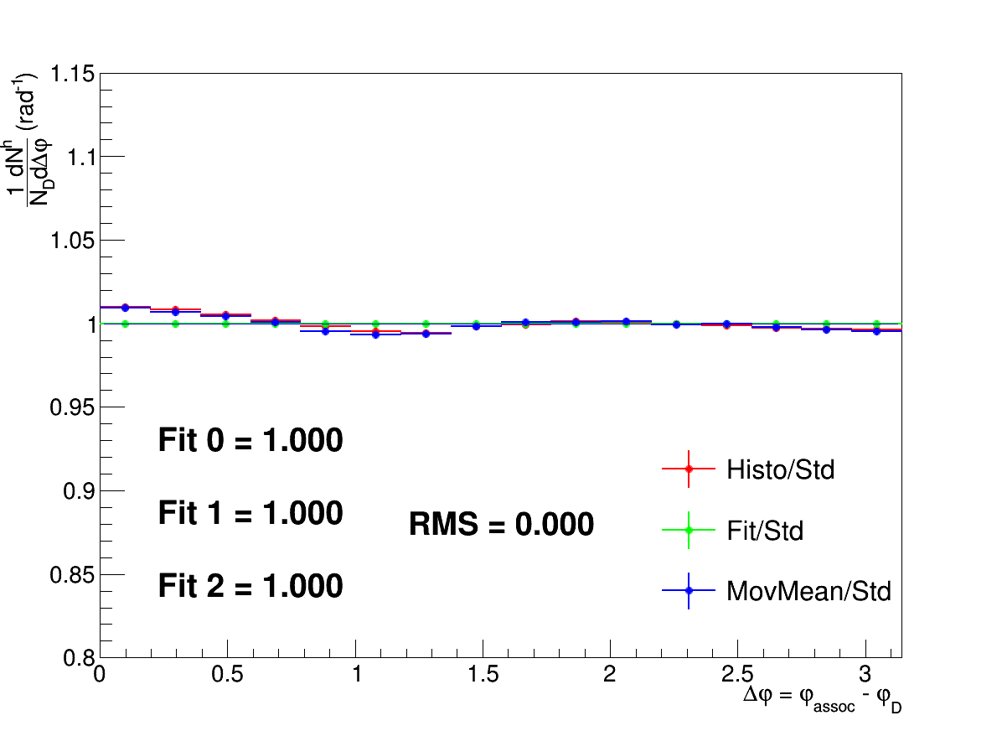 1.15
1.1
1.05
1
0.95
0.9
0.85
0.8
1 dNʰ
N_D dΔφ (rad⁻¹)
Fit 0 = 1.000
Fit 1 = 1.000
Fit 2 = 1.000
RMS = 0.000
Histo/Std
Fit/Std
MovMean/Std
0 0.5 1 1.5 2 2.5 3
Δφ = φ_assoc - φ_D